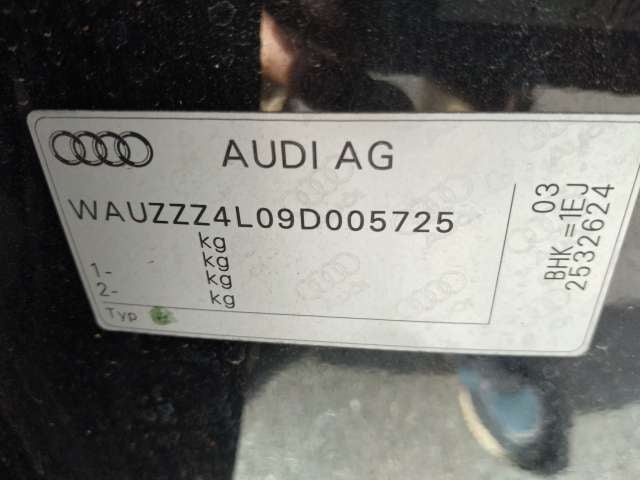 AUDI AG
WAUZZZ4L09D005725
kg
kg
1- kg
2- kg
Typ
03
BHK =1EJ
2532624